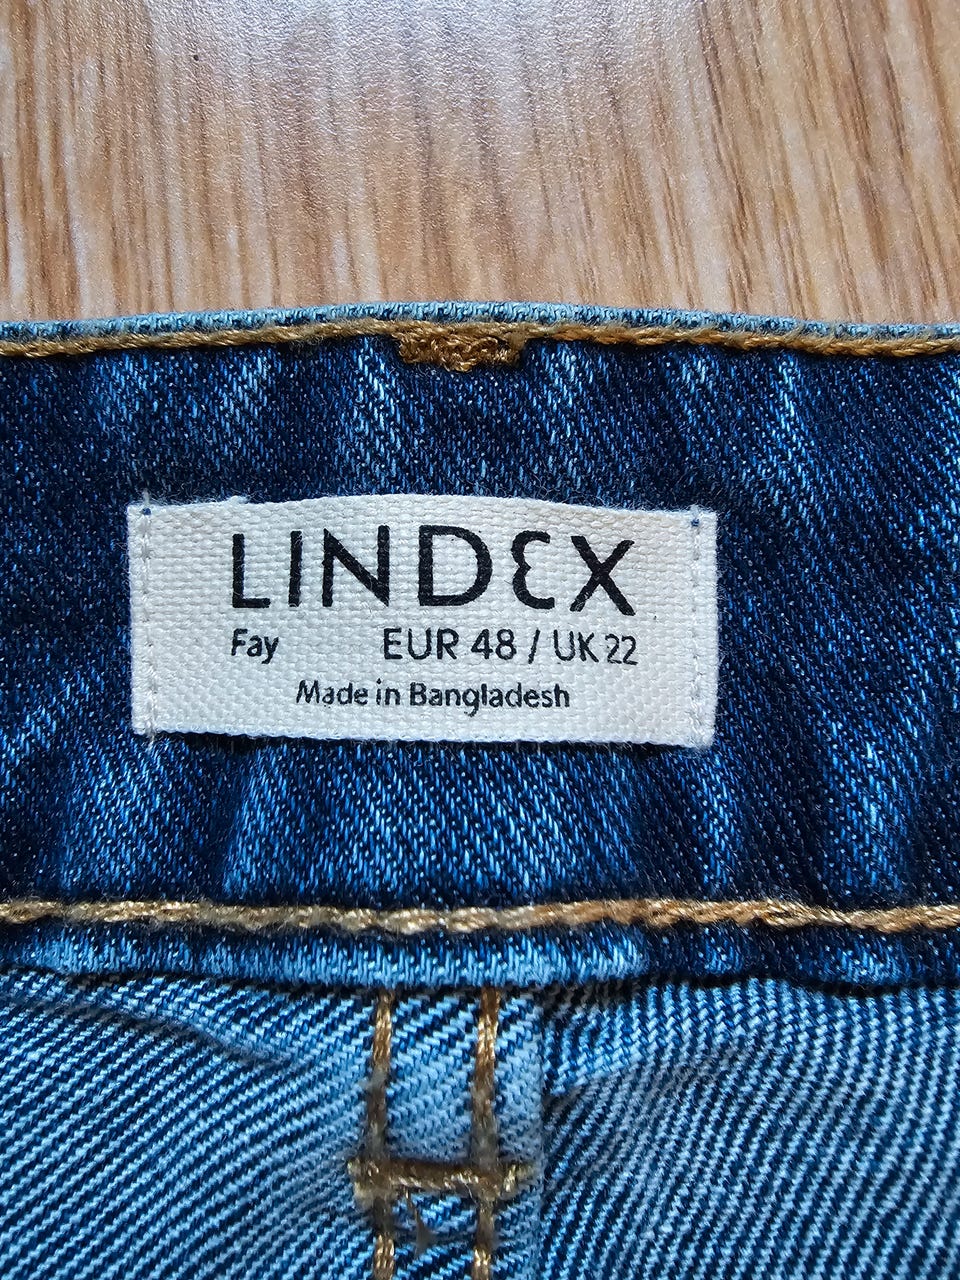 LINDEX
Fay EUR 48 / UK 22
Made in Bangladesh